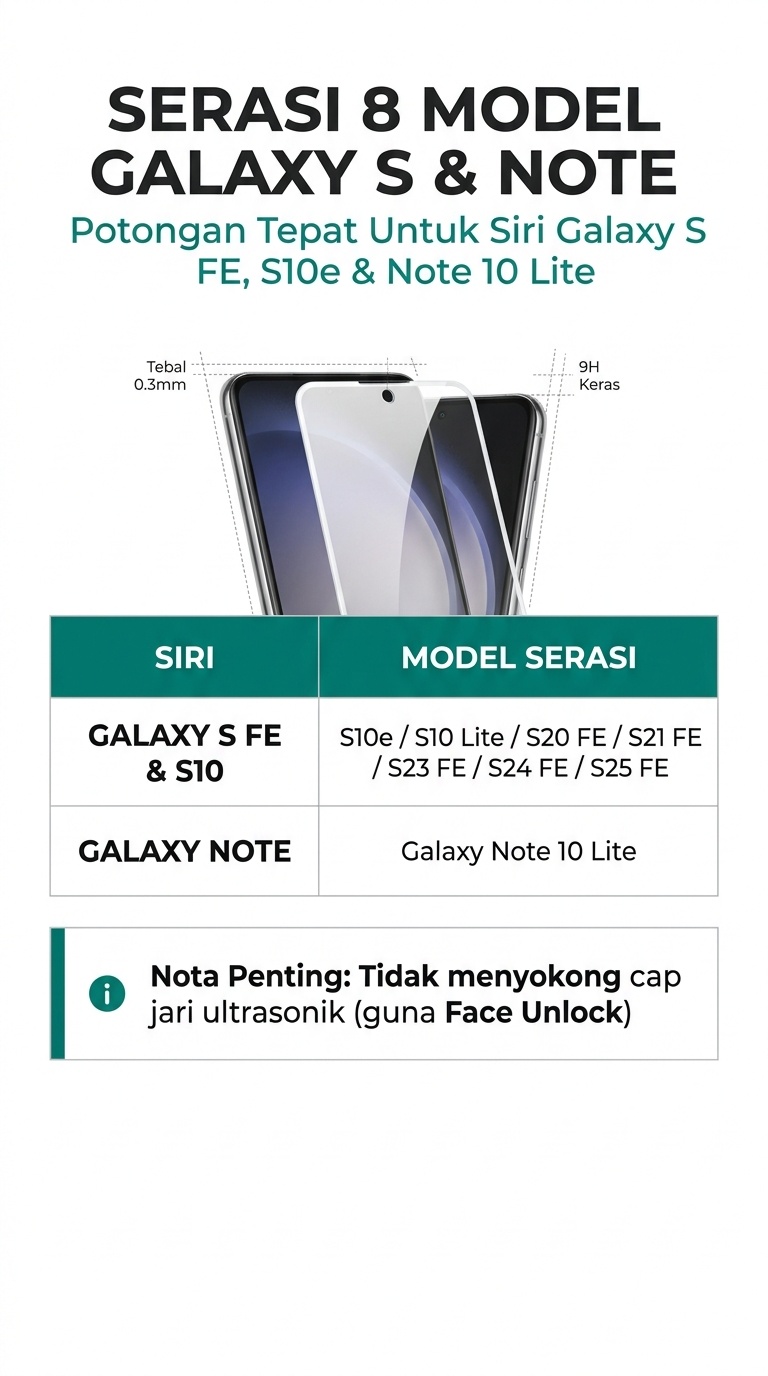 SERASI 8 MODEL
GALAXY S & NOTE
Potongan Tepat Untuk Siri Galaxy S
FE, S10e & Note 10 Lite
Tebal
0.3mm
9H
Keras
SIRI
MODEL SERASI
GALAXY S FE
& S10
S10e / S10 Lite / S20 FE / S21 FE
/ S23 FE / S24 FE / S25 FE
GALAXY NOTE
Galaxy Note 10 Lite
Nota Penting: Tidak menyokong cap
jari ultrasonik (guna Face Unlock)